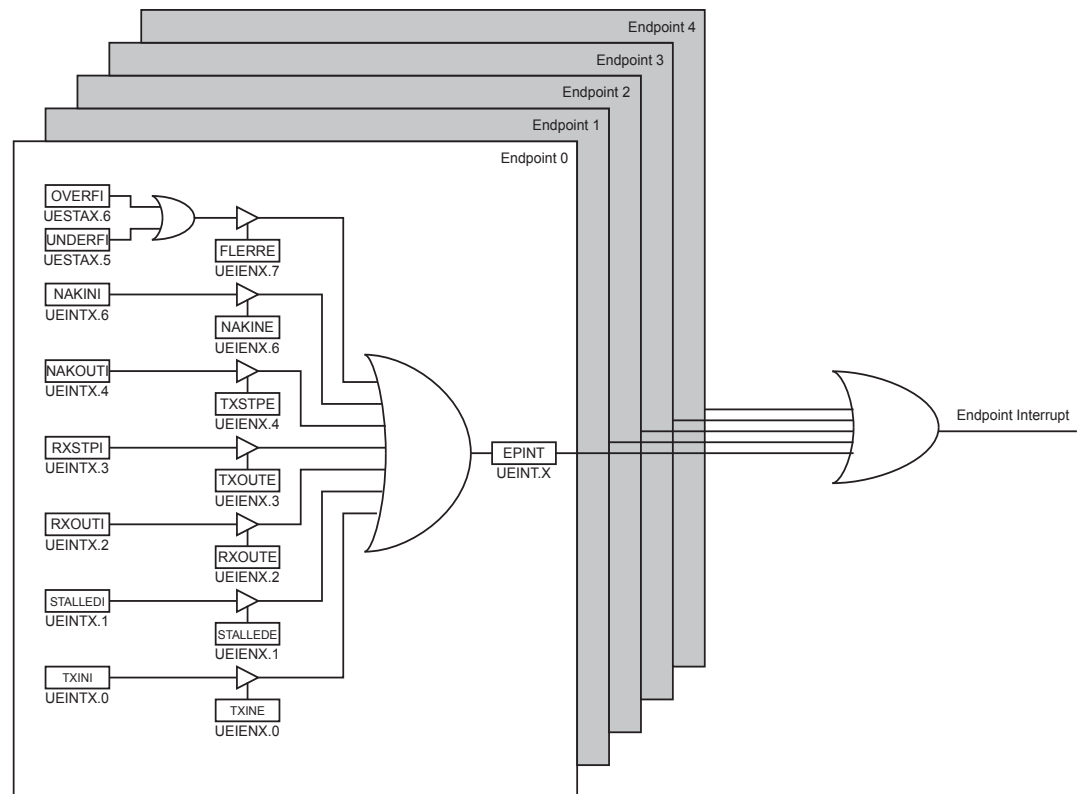 Endpoint 4
Endpoint 3
Endpoint 2
Endpoint 1
Endpoint 0
OVERFI
UESTAX.6
UNDERFI
UESTAX.5
FLERRE
UEIENX.7
NAKINI
UEINTX.6
NAKINE
UEIENX.6
NAKOUTI
UEINTX.4
TXSTPE
UEIENX.4
RXSTPI
UEINTX.3
TXOUTE
UEIENX.3
RXOUTI
UEINTX.2
RXOUTE
UEIENX.2
STALLEDI
UEINTX.1
STALLEDE
UEIENX.1
TXINI
UEINTX.0
TXINE
UEIENX.0
EPINT
UEINT.X
Endpoint Interrupt